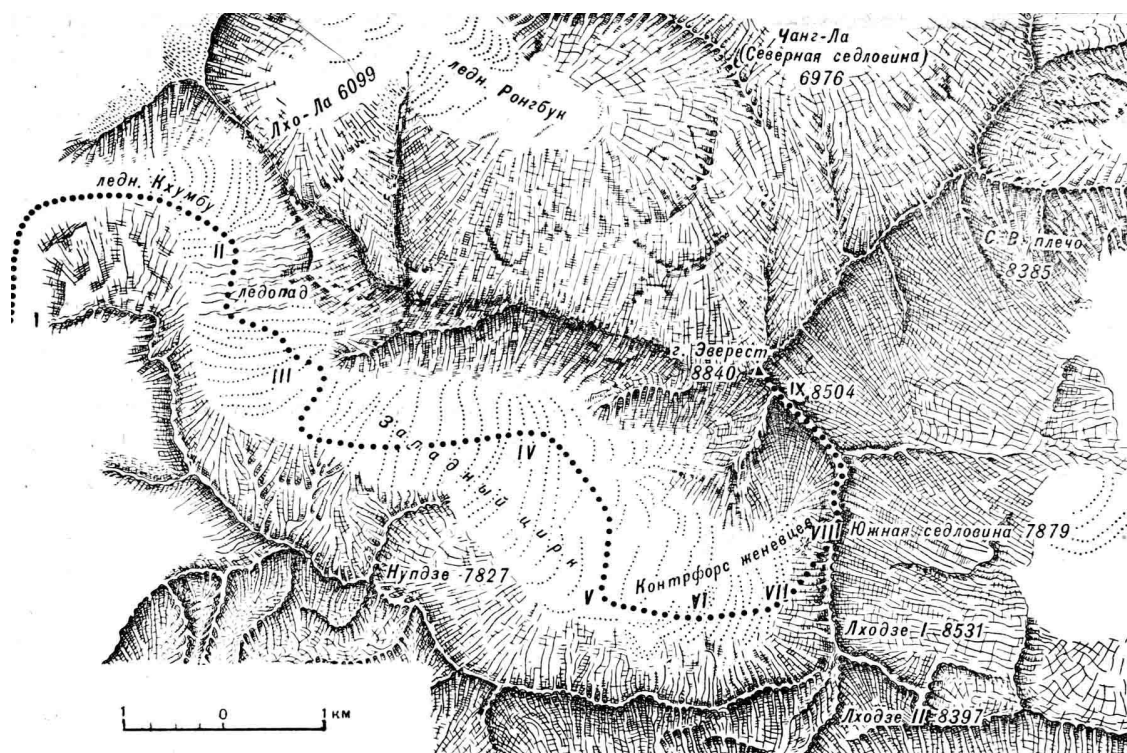 Чанг-Ла
(Северная седловина)
6976
ледн. Ронгбук
Лхо-Ла 6099
ледн. Кхумбу
С. В. плечо
8385
II
ледопад
I
г. Эверест
8840
III
IX 8504
Западный цирк
IV
VIII
Южная седловина 7879
Контрфорс женевцев
Нупдзе 7827
V
VI
VII
Лходзе I 8531
Лходзе II 8397
1 0 1 км